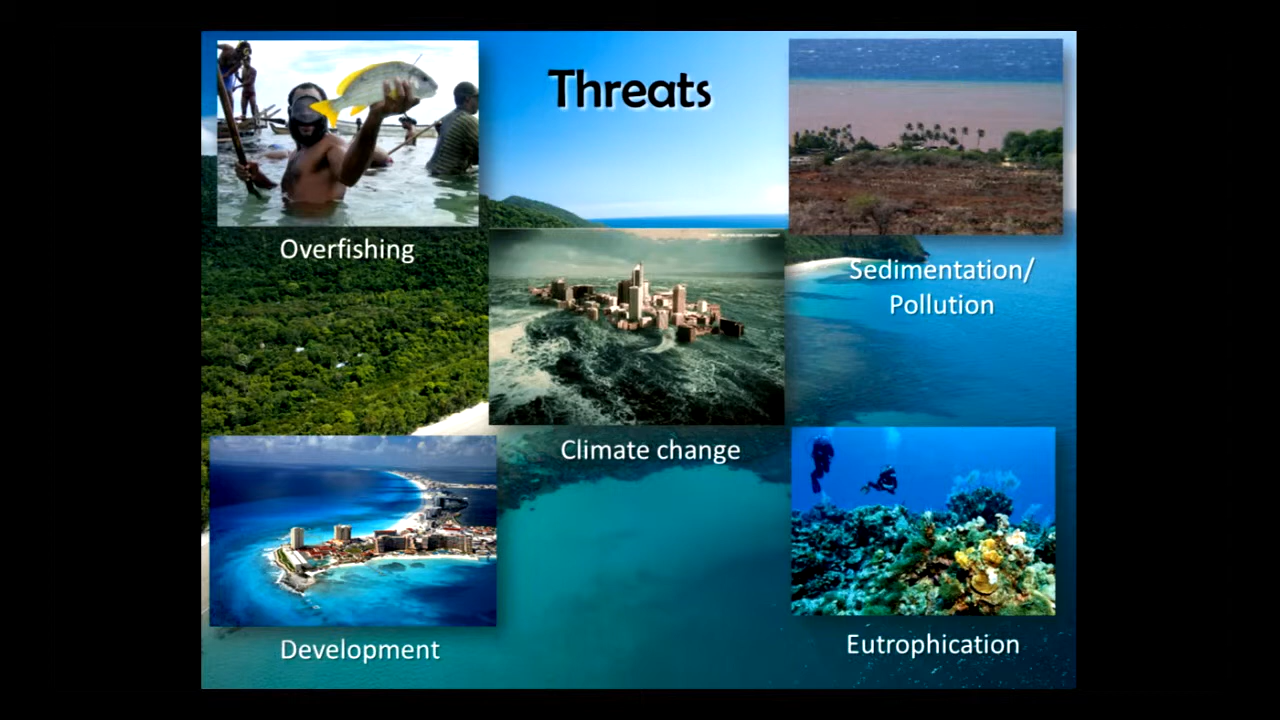 Threats
Overfishing
Sedimentation/
Pollution
Climate change
Development
Eutrophication